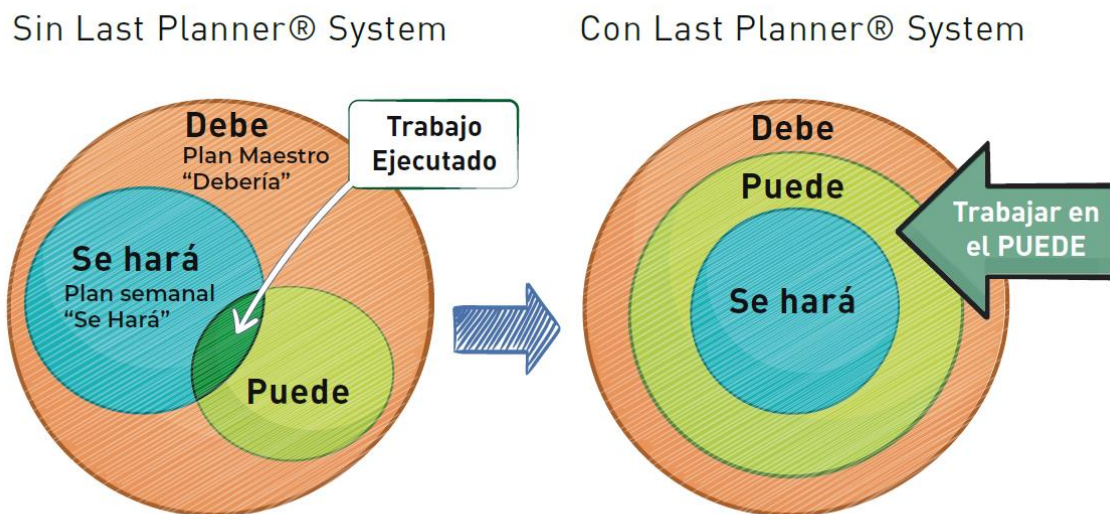 Sin Last Planner® System
Con Last Planner® System
Debe
Plan Maestro
“Debería”
Trabajo
Ejecutado
Se hará
Plan semanal
“Se Hará”
Puede
Debe
Puede
Se hará
Trabajar en
el PUEDE